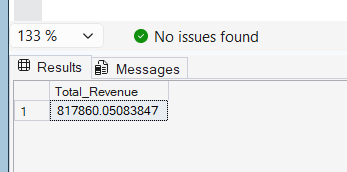 133 %
No issues found
Results
Messages
Total_Revenue
1
817860.05083847